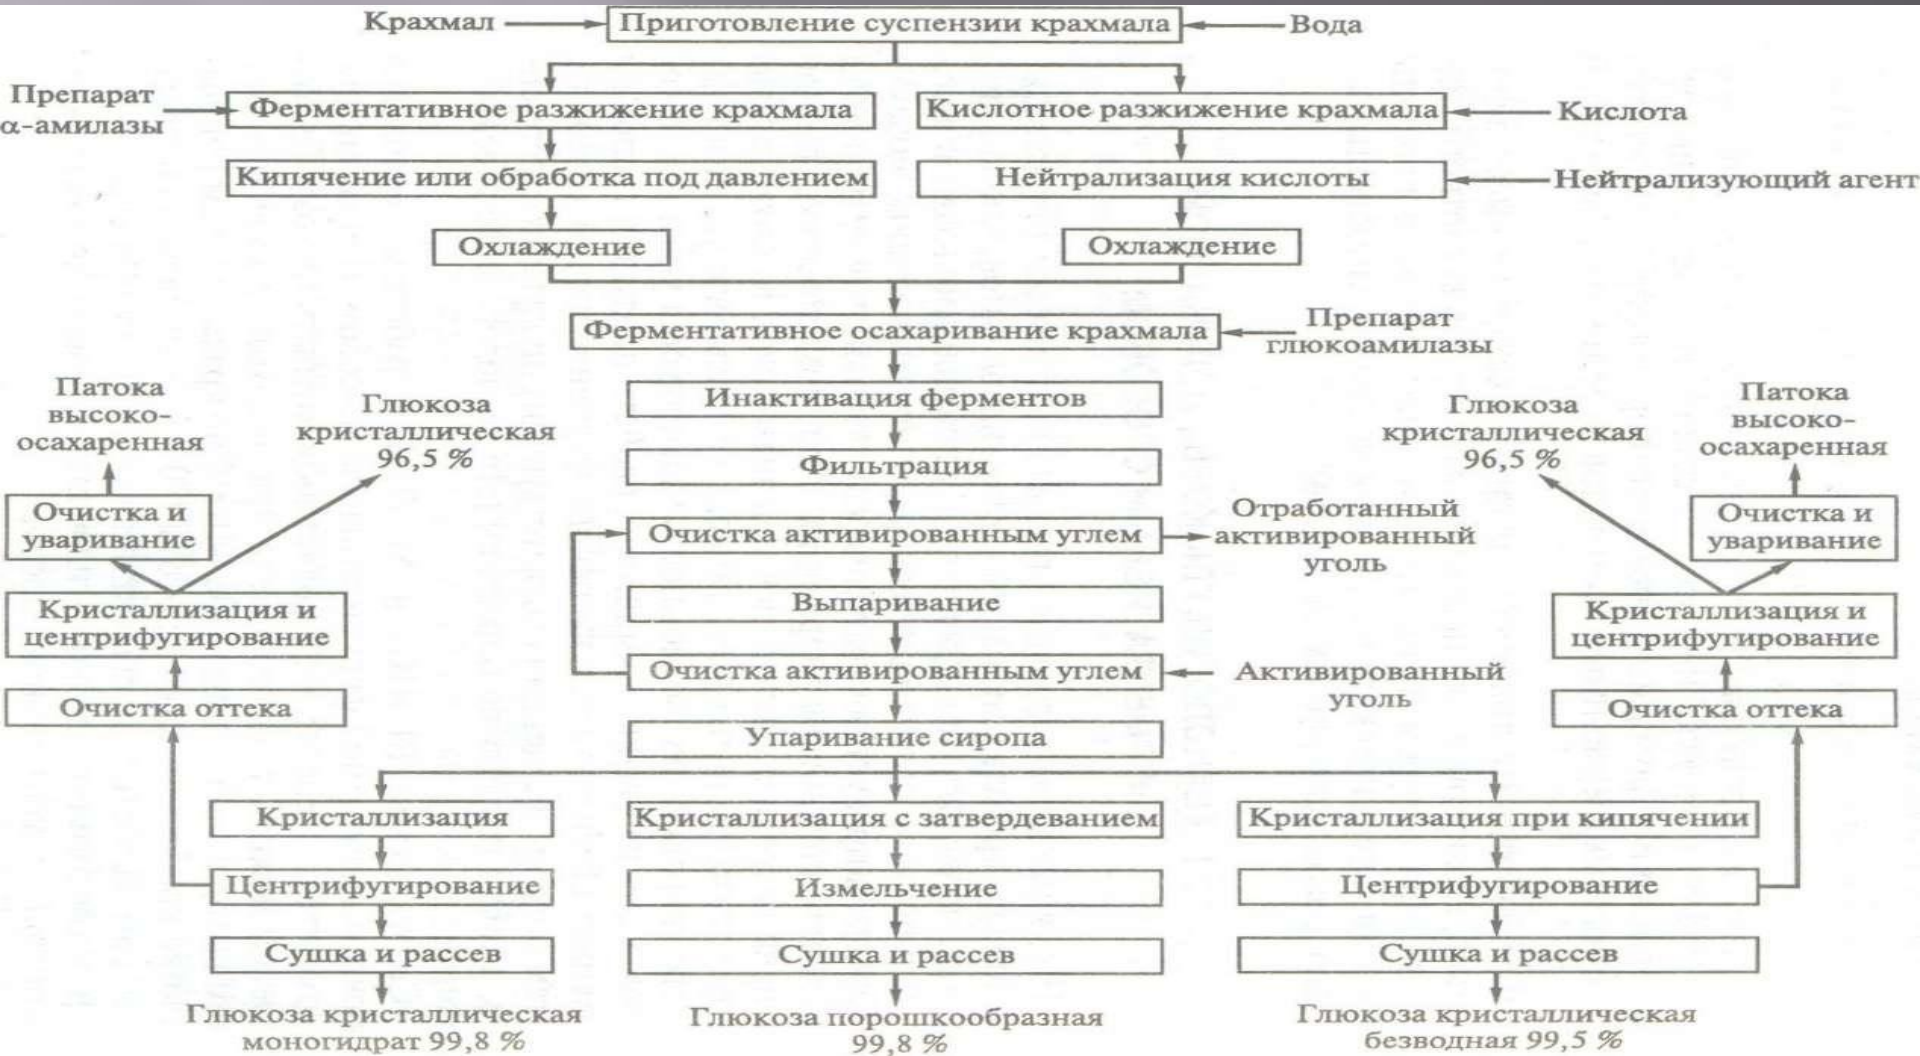 Крахмал
Приготовление суспензии крахмала
Вода
Препарат
α-амилазы
Ферментативное разжижение крахмала
Кислотное разжижение крахмала
Кислота
Кипячение или обработка под давлением
Нейтрализация кислоты
Нейтрализующий агент
Охлаждение
Охлаждение
Ферментативное осахаривание крахмала
Препарат
глюкоамилазы
Инактивация ферментов
Фильтрация
Очистка активированным углем
Отработанный
активированный
уголь
Выпаривание
Очистка активированным углем
Активированный
уголь
Упаривание сиропа
Патока
высоко-
осахаренная
Глюкоза
кристаллическая
96,5 %
Очистка и
уваривание
Кристаллизация и
центрифугирование
Очистка оттека
Глюкоза
кристаллическая
96,5 %
Патока
высоко-
осахаренная
Очистка и
уваривание
Кристаллизация и
центрифугирование
Очистка оттека
Кристаллизация
Кристаллизация с затвердеванием
Кристаллизация при кипячении
Центрифугирование
Измельчение
Центрифугирование
Сушка и рассев
Сушка и рассев
Сушка и рассев
Глюкоза кристаллическая
моногидрат 99,8 %
Глюкоза порошкообразная
99,8 %
Глюкоза кристаллическая
безводная 99,5 %